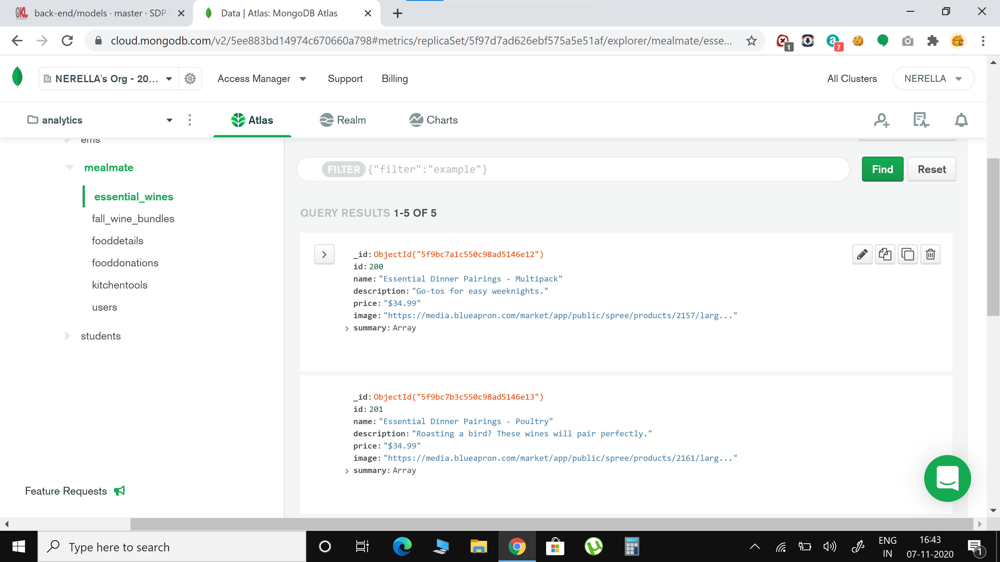 back-end/models · master · SDP-
Data | Atlas: MongoDB Atlas
cloud.mongodb.com/v2/5ee883bd14974c670660a798#metrics/replicaSet/5f97d7ad626ebf575a5e51af/explorer/mealmate/esse...
1
7
NERELLA's Org - 20...
Access Manager
Support
Billing
All Clusters
NERELLA
analytics
Atlas
Realm
Charts
ems
mealmate
essential_wines
fall_wine_bundles
fooddetails
fooddonations
kitchentools
users
students
Feature Requests
FILTER {"filter":"example"}
Find
Reset
QUERY RESULTS 1-5 OF 5
_id: ObjectId("5f9bc7a1c550c98ad5146e12")
id: 200
name: "Essential Dinner Pairings - Multipack"
description: "Go-tos for easy weeknights."
price: "$34.99"
image: "https://media.blueapron.com/market/app/public/spree/products/2157/larg..."
summary: Array
_id: ObjectId("5f9bc7b3c550c98ad5146e13")
id: 201
name: "Essential Dinner Pairings - Poultry"
description: "Roasting a bird? These wines will pair perfectly."
price: "$34.99"
image: "https://media.blueapron.com/market/app/public/spree/products/2161/larg..."
summary: Array
Type here to search
ENG
IN
16:43
07-11-2020
1